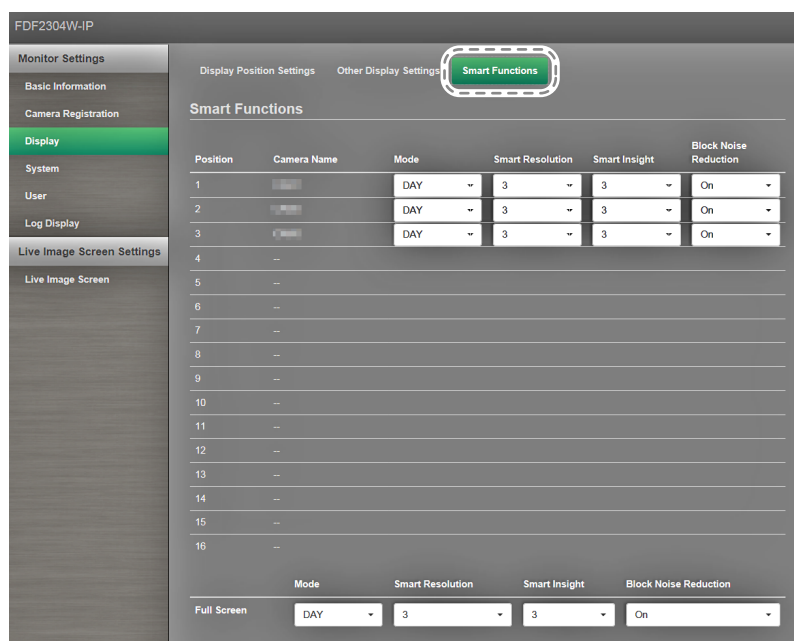 FDF2304W-IP
Monitor Settings
Basic Information
Camera Registration
Display
System
User
Log Display
Live Image Screen Settings
Live Image Screen
Display Position Settings Other Display Settings Smart Functions
Smart Functions
Position Camera Name Mode Smart Resolution Smart Insight Block Noise Reduction
1 DAY 3 3 On
2 DAY 3 3 On
3 DAY 3 3 On
4 --
5 --
6 --
7 --
8 --
9 --
10 --
11 --
12 --
13 --
14 --
15 --
16 --
Mode Smart Resolution Smart Insight Block Noise Reduction
Full Screen DAY 3 3 On